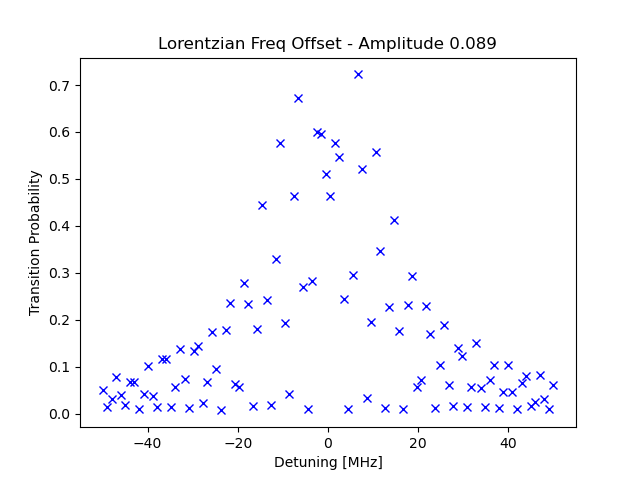 Lorentzian Freq Offset - Amplitude 0.089
Transition Probability
0.7
0.6
0.5
0.4
0.3
0.2
0.1
0.0
−40 −20 0 20 40
Detuning [MHz]